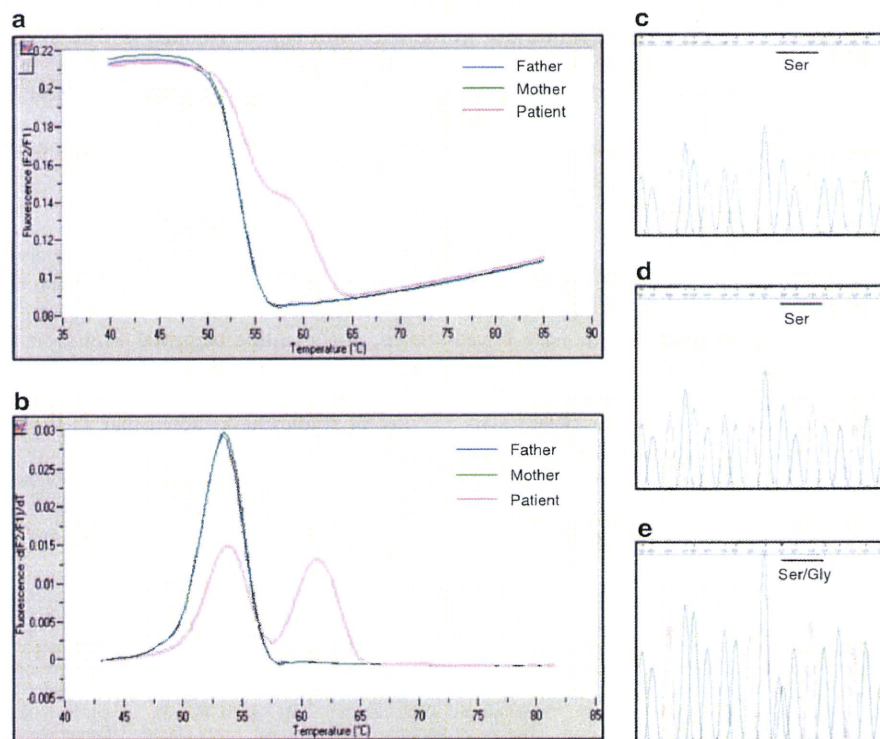 a
0.22
0.2
0.18
0.16
0.14
0.12
0.1
0.08
Fluorescence (F2/F1)
Father
Mother
Patient
35 40 45 50 55 60 65 70 75 80 85 90
Temperature (°C)
b
0.03
0.025
0.02
0.015
0.01
0.005
0
-0.005
Fluorescence -d(F2/F1)/dT
Father
Mother
Patient
40 45 50 55 60 65 70 75 80 85
Temperature (°C)
c
Ser
d
Ser
e
Ser/Gly